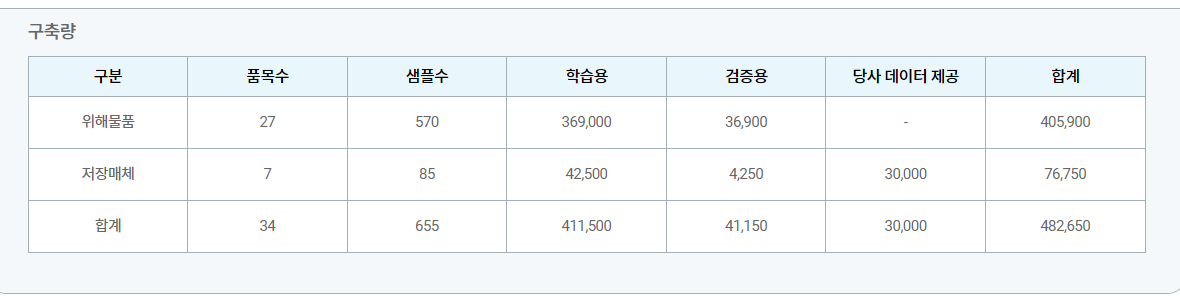 구축량
구분 품목수 샘플수 학습용 검증용 당사 데이터 제공 합계
위해물품 27 570 369,000 36,900 - 405,900
저장매체 7 85 42,500 4,250 30,000 76,750
합계 34 655 411,500 41,150 30,000 482,650